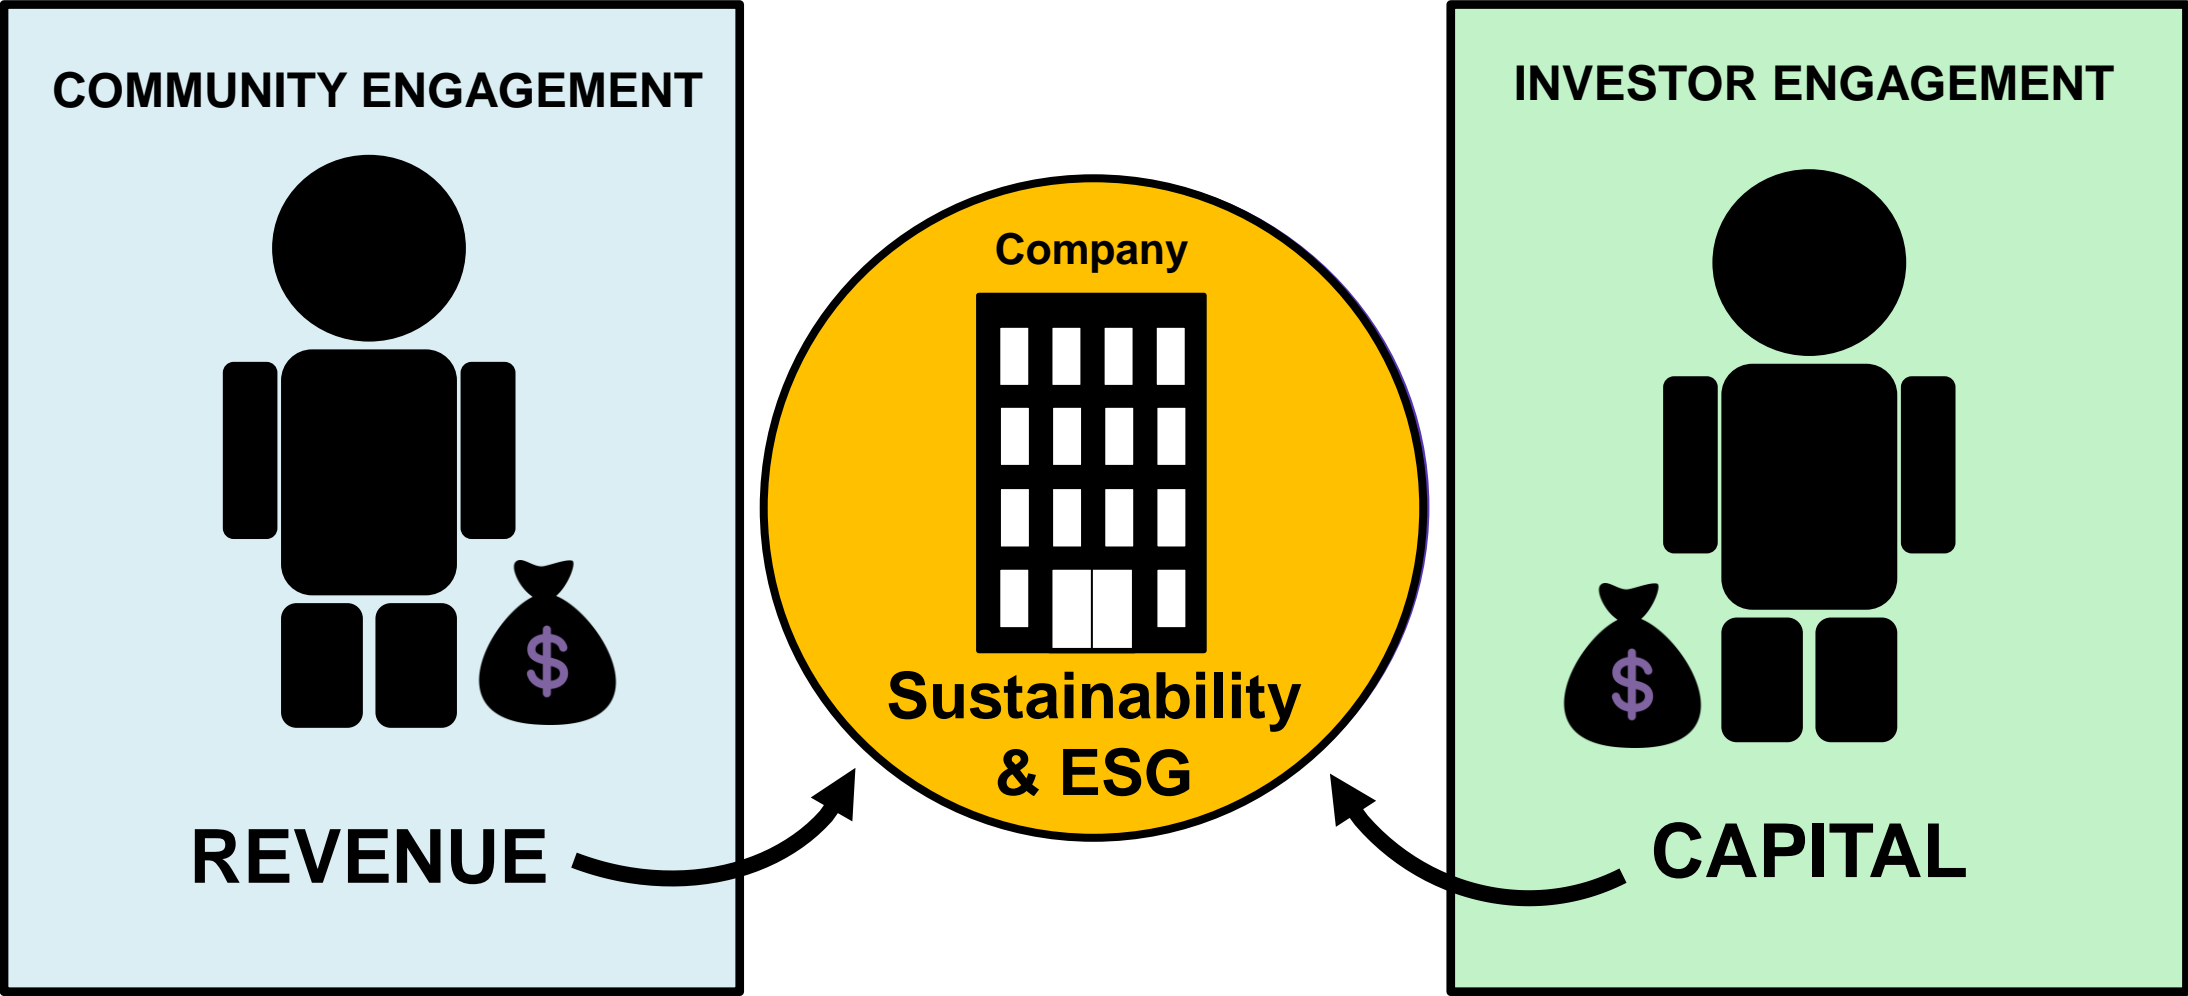 COMMUNITY ENGAGEMENT
$
REVENUE
Company
Sustainability
& ESG
INVESTOR ENGAGEMENT
$
CAPITAL